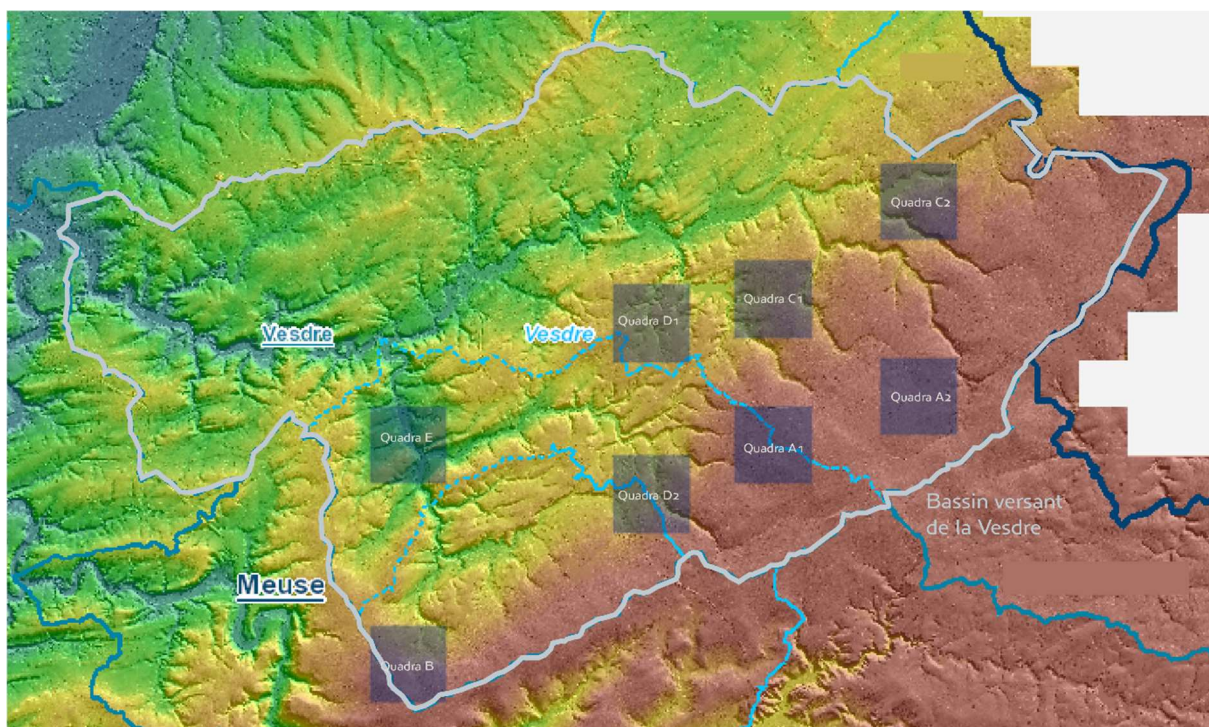 Quadra C2
Quadra C1
Quadra D1
Vesdre
Vesdre
Quadra A2
Quadra E
Quadra A1
Quadra D2
Bassin versant
de la Vesdre
Meuse
Quadra B